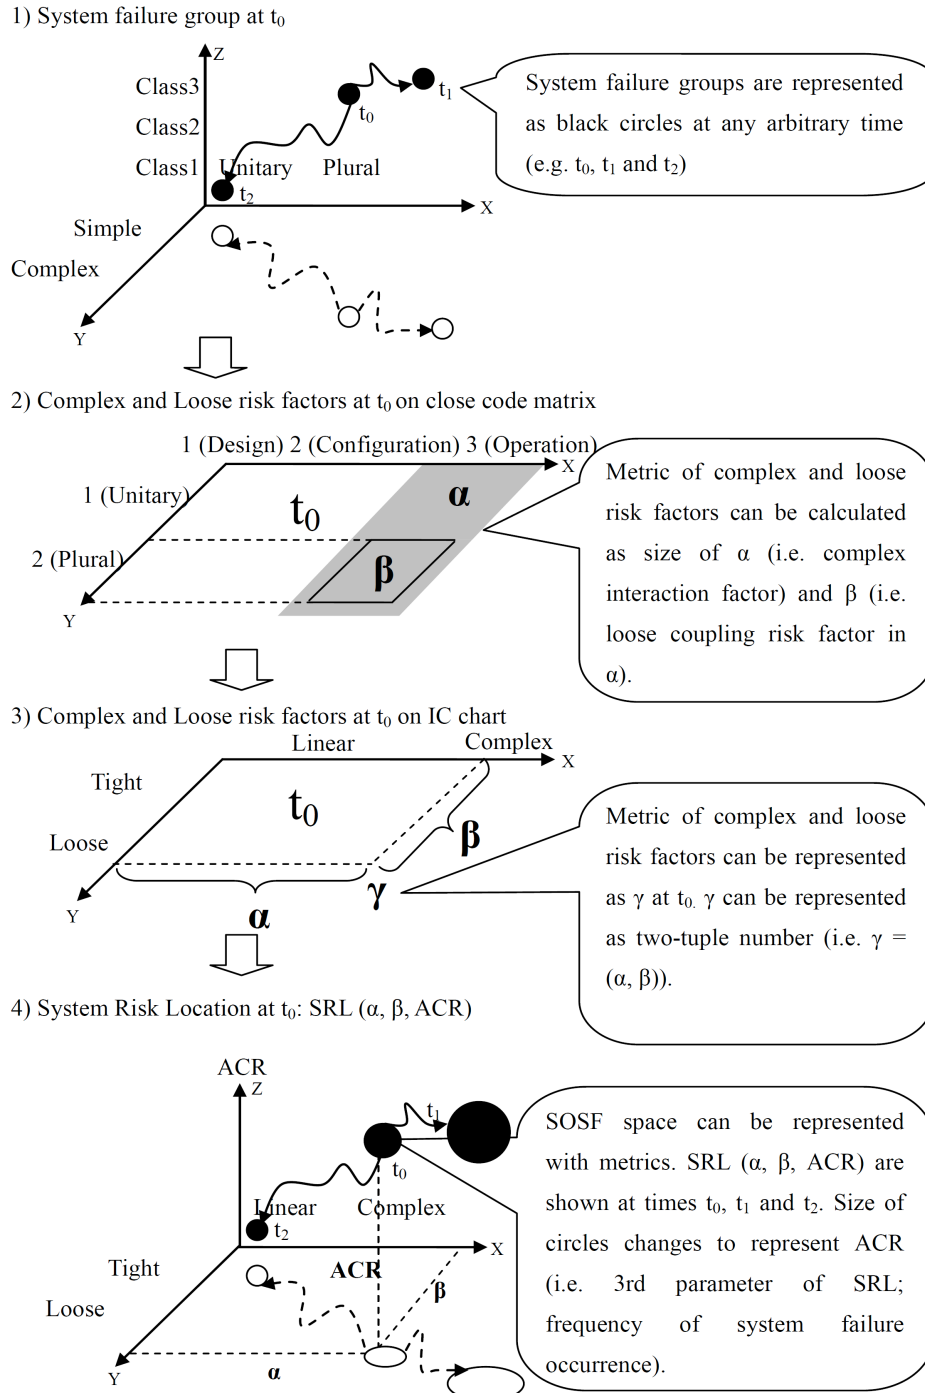 1) System failure group at t0
Z
Class3
Class2
Class1
Unitary
Plural
t0
t1
t2
X
Simple
Complex
Y
System failure groups are represented
as black circles at any arbitrary time
(e.g. t0, t1 and t2)
2) Complex and Loose risk factors at t0 on close code matrix
1 (Design) 2 (Configuration) 3 (Operation)
X
1 (Unitary)
t0
α
2 (Plural)
β
Y
Metric of complex and loose
risk factors can be calculated
as size of α (i.e. complex
interaction factor) and β (i.e.
loose coupling risk factor in
α).
3) Complex and Loose risk factors at t0 on IC chart
Linear
Complex
X
Tight
t0
Loose
β
Y
α
γ
Metric of complex and loose
risk factors can be represented
as γ at t0. γ can be represented
as two-tuple number (i.e. γ =
(α, β)).
4) System Risk Location at t0: SRL (α, β, ACR)
ACR
Z
t1
t0
Linear
Complex
t2
X
Tight
ACR
β
Loose
α
Y
SOSF space can be represented
with metrics. SRL (α, β, ACR) are
shown at times t0, t1 and t2. Size of
circles changes to represent ACR
(i.e. 3rd parameter of SRL;
frequency of system failure
occurrence).